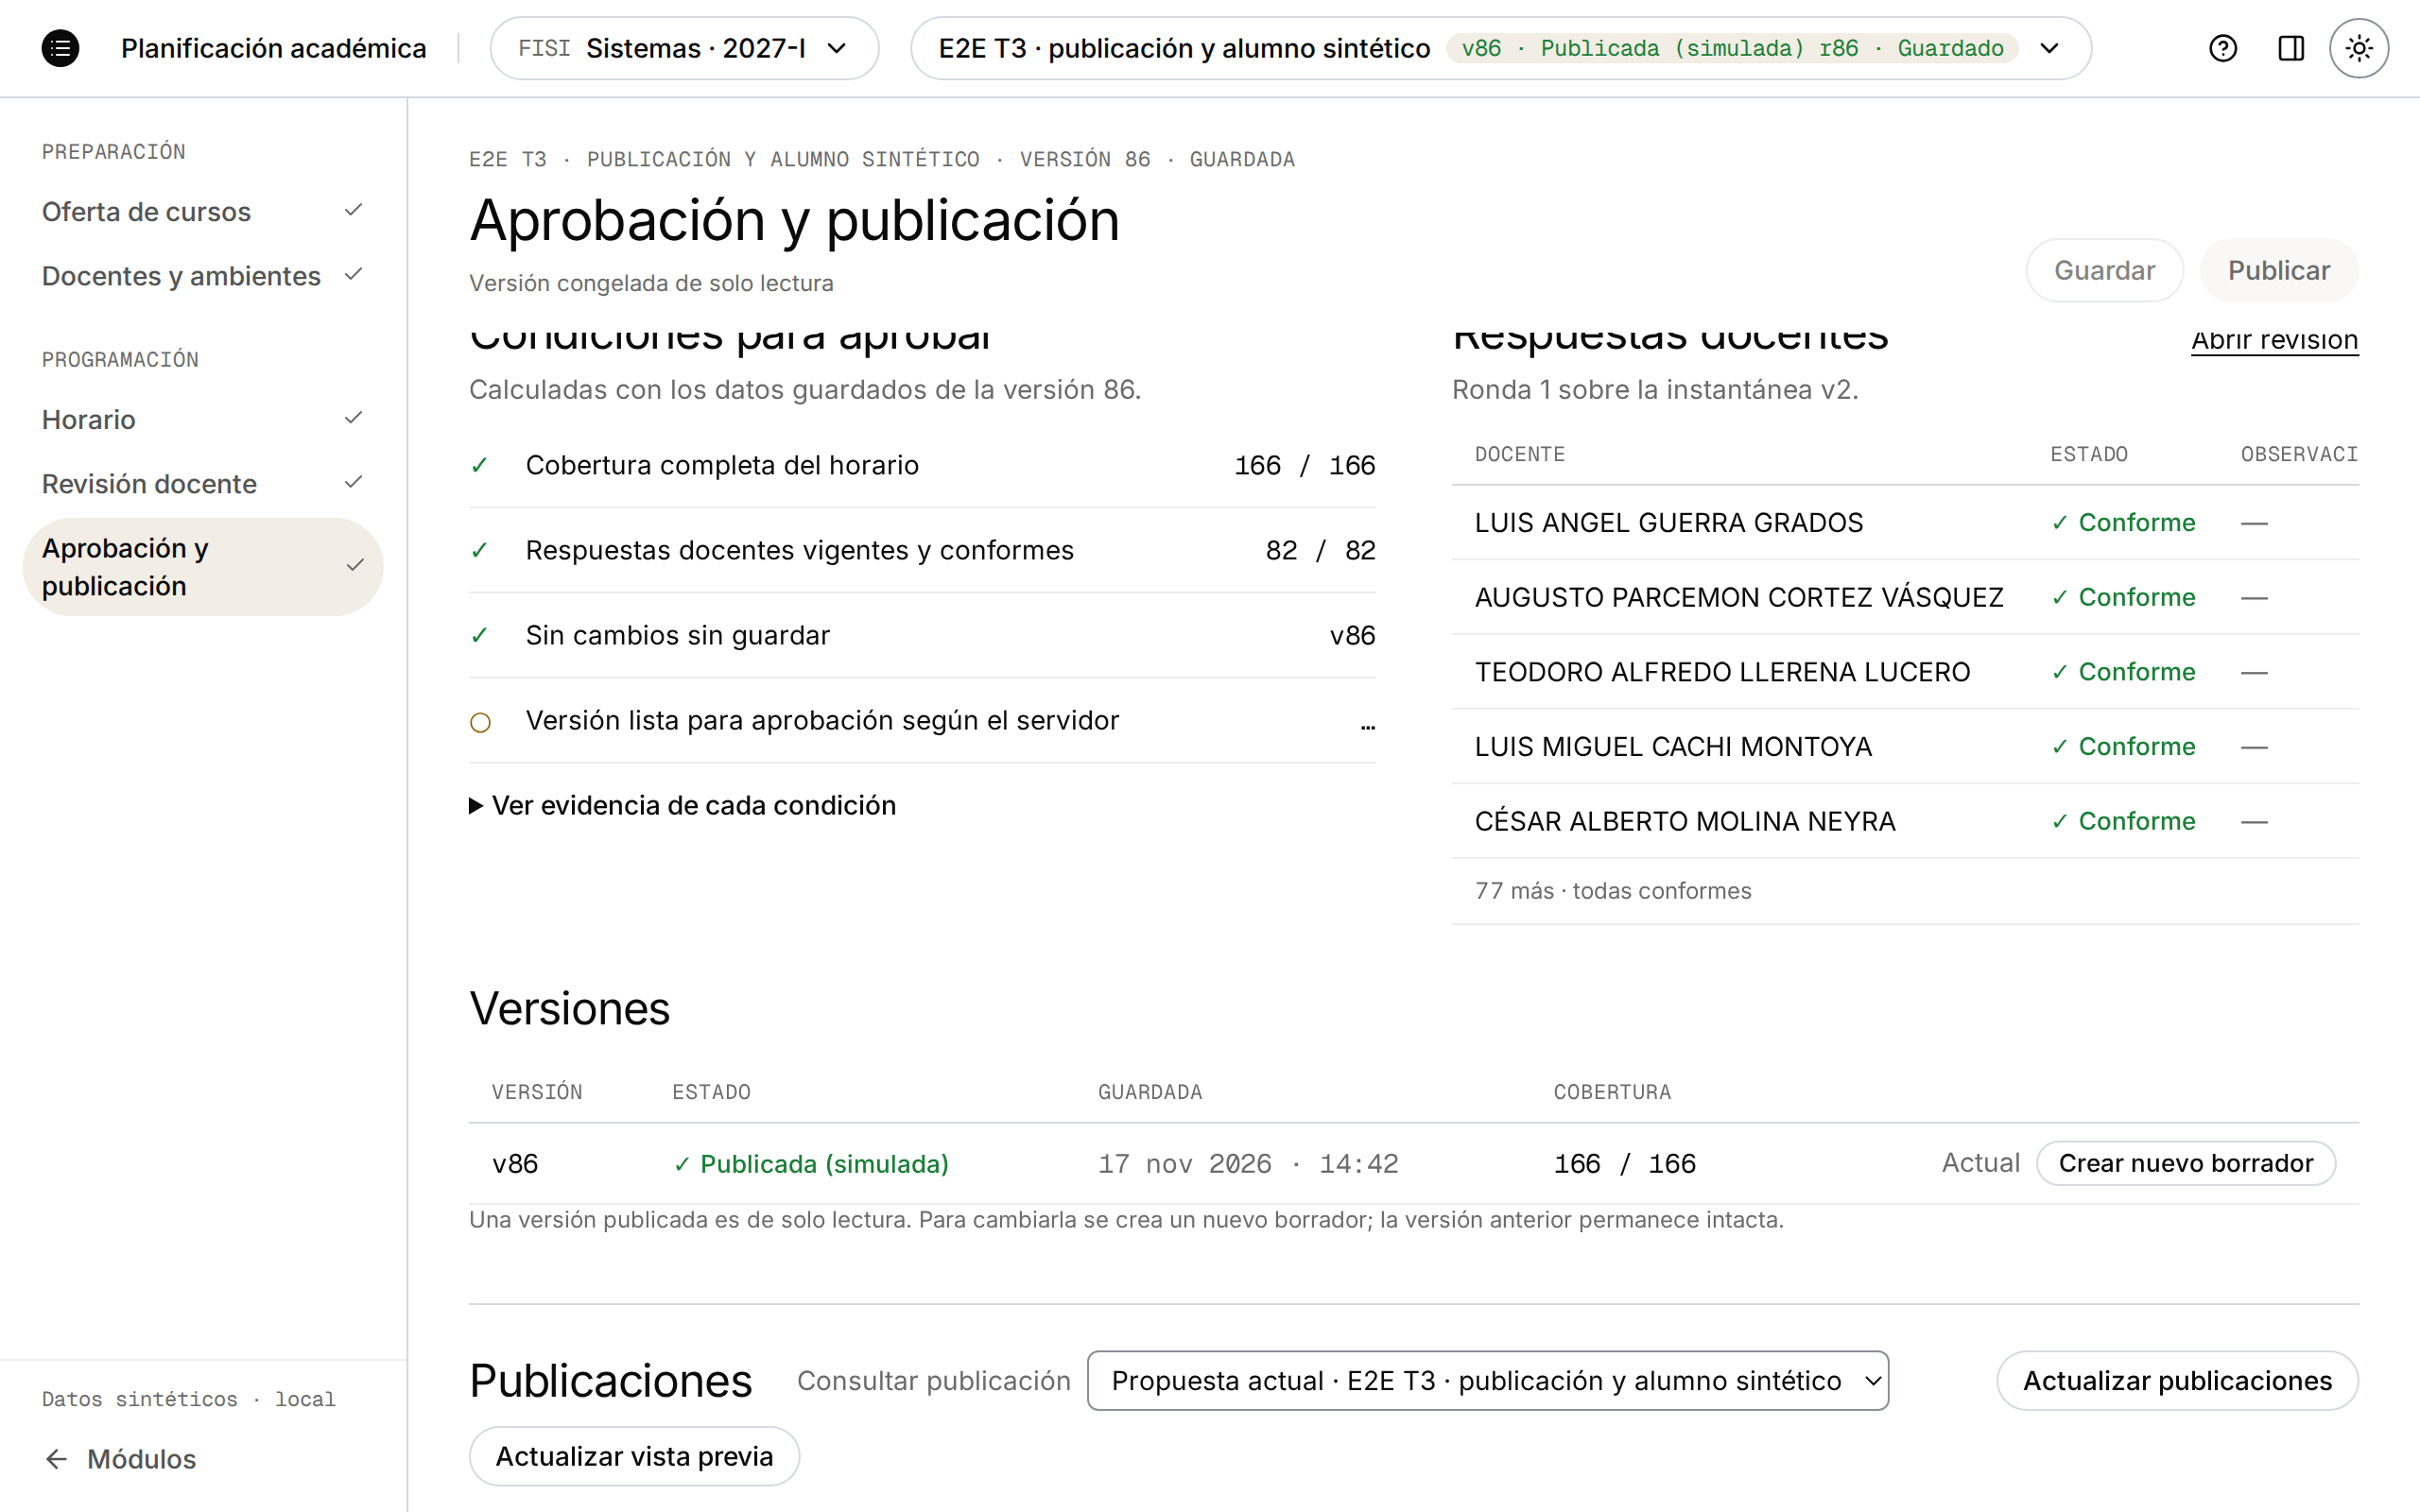 Planificación académica
FISI Sistemas · 2027-I
E2E T3 · publicación y alumno sintético v86 · Publicada (simulada) r86 · Guardado
PREPARACIÓN
Oferta de cursos
Docentes y ambientes
PROGRAMACIÓN
Horario
Revisión docente
Aprobación y
publicación
Datos sintéticos · local
← Módulos
E2E T3 · PUBLICACIÓN Y ALUMNO SINTÉTICO · VERSIÓN 86 · GUARDADA
Aprobación y publicación
Versión congelada de solo lectura
Guardar
Publicar
Condiciones para aprobar
Calculadas con los datos guardados de la versión 86.
✓ Cobertura completa del horario 166 / 166
✓ Respuestas docentes vigentes y conformes 82 / 82
✓ Sin cambios sin guardar v86
Versión lista para aprobación según el servidor …
▶ Ver evidencia de cada condición
Respuestas docentes
Abrir revisión
Ronda 1 sobre la instantánea v2.
DOCENTE ESTADO OBSERVACI
LUIS ANGEL GUERRA GRADOS ✓ Conforme —
AUGUSTO PARCEMON CORTEZ VÁSQUEZ ✓ Conforme —
TEODORO ALFREDO LLERENA LUCERO ✓ Conforme —
LUIS MIGUEL CACHI MONTOYA ✓ Conforme —
CÉSAR ALBERTO MOLINA NEYRA ✓ Conforme —
77 más · todas conformes
Versiones
VERSIÓN ESTADO GUARDADA COBERTURA
v86 ✓ Publicada (simulada) 17 nov 2026 · 14:42 166 / 166 Actual Crear nuevo borrador
Una versión publicada es de solo lectura. Para cambiarla se crea un nuevo borrador; la versión anterior permanece intacta.
Publicaciones Consultar publicación Propuesta actual · E2E T3 · publicación y alumno sintético Actualizar publicaciones
Actualizar vista previa